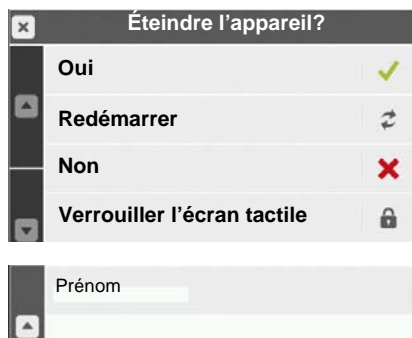 Éteindre l'appareil?
Oui
Redémarrer
Non
Verrouiller l'écran tactile
Prénom